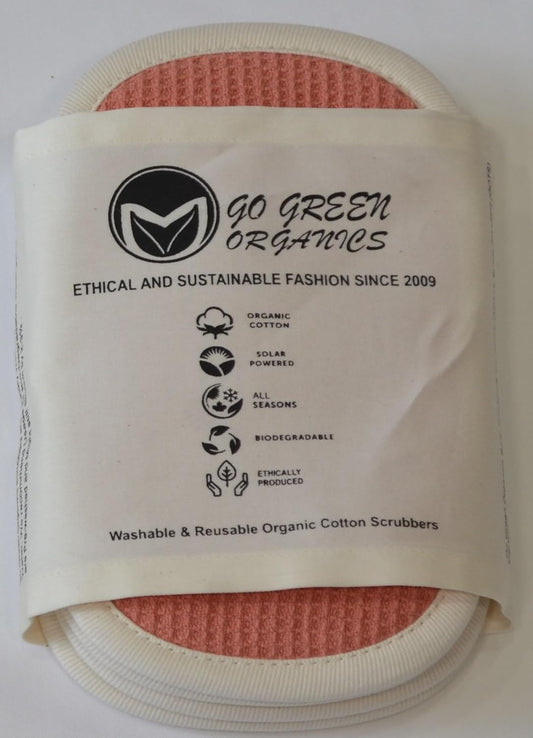 GO GREEN
ORGANICS
ETHICAL AND SUSTAINABLE FASHION SINCE 2009
ORGANIC
COTTON
SOLAR
POWERED
ALL
SEASONS
BIODEGRADABLE
ETHICALLY
PRODUCED
Washable & Reusable Organic Cotton Scrubbers